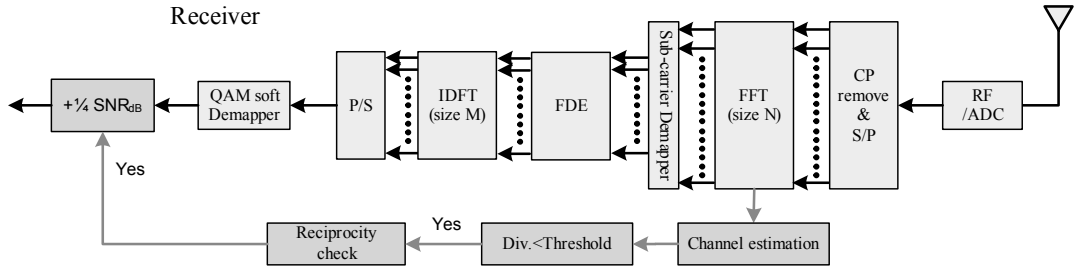 Receiver
+¼ SNRdB
QAM soft
Demapper
P/S
IDFT
(size M)
FDE
Sub-carrier Demapper
FFT
(size N)
CP
remove
&
S/P
RF
/ADC
Yes
Reciprocity
check
Yes
Div.<Threshold
Channel estimation